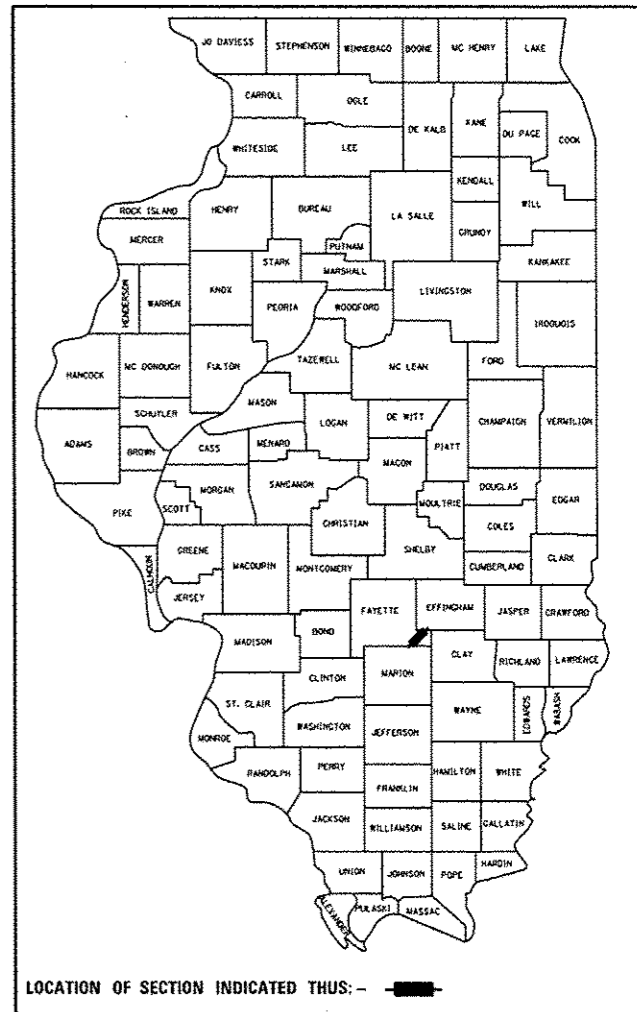 JO DAVIESS
STEPHENSON
WINNEBAGO
BOONE
MC HENRY
LAKE
CARROLL
OGLE
DE KALB
KANE
DU PAGE
COOK
WHITESIDE
LEE
KENDALL
WILL
ROCK ISLAND
HENRY
BUREAU
LA SALLE
GRUNDY
MERCER
PUTNAM
STARK
MARSHALL
KANKAKEE
HENDERSON
WARREN
KNOX
PEORIA
WOODFORD
LIVINGSTON
IROQUOIS
HANCOCK
MC DONOUGH
FULTON
TAZEWELL
MC LEAN
FORD
SCHUYLER
MASON
LOGAN
DE WITT
CHAMPAIGN
VERMILION
ADAMS
BROWN
CASS
MENARD
PIATT
MACON
PIKE
SCOTT
MORGAN
SANGAMON
CHRISTIAN
MOULTRIE
DOUGLAS
EDGAR
COLES
CALHOUN
GREENE
MACOUPIN
MONTGOMERY
SHELBY
CUMBERLAND
CLARK
JERSEY
FAYETTE
EFFINGHAM
JASPER
CRAWFORD
MADISON
BOND
CLAY
RICHLAND
LAWRENCE
MARION
CLINTON
ST. CLAIR
WAYNE
EDWARDS
WABASH
WASHINGTON
JEFFERSON
MONROE
RANDOLPH
PERRY
HAMILTON
WHITE
FRANKLIN
JACKSON
WILLIAMSON
SALINE
GALLATIN
UNION
JOHNSON
POPE
HARDIN
ALEXANDER
PULASKI
MASSAC
LOCATION OF SECTION INDICATED THUS: -